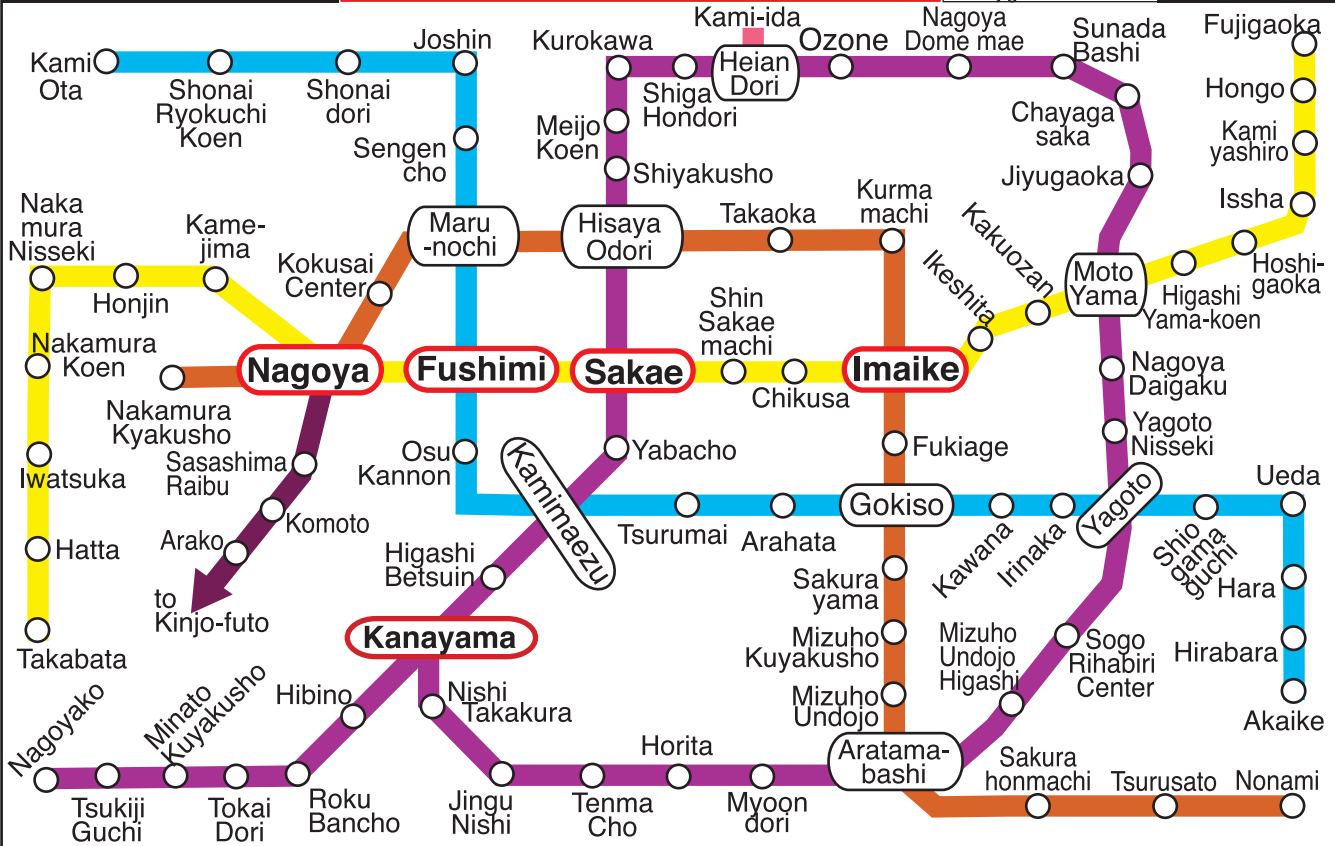 Kami
Ota
Shonai
Ryokuchi
Koen
Shonai
dori
Joshin
Sengen
cho
Kurokawa
Kami-ida
Heian
Dori
Shiga
Hondori
Ozone
Nagoya
Dome mae
Sunada
Bashi
Fujigaoka
Hongo
Kami
yashiro
Issha
Chayaga
saka
Jiyugaoka
Meijo
Koen
Shiyakusho
Naka
mura
Nisseki
Honjin
Kame-
jima
Kokusai
Center
Maru
-nochi
Hisaya
Odori
Takaoka
Kurma
machi
Ikeshita
Kakuozan
Moto
Yama
Higashi
Yama-koen
Hoshi-
gaoka
Nakamura
Koen
Nagoya
Fushimi
Sakae
Shin
Sakae
machi
Chikusa
Imaike
Nagoya
Daigaku
Nakamura
Kyakusho
Sasashima
Raibu
Komoto
Arako
to
Kinjo-futo
Iwatsuka
Hatta
Takabata
Osu
Kannon
Kamimaezu
Yabacho
Fukiage
Yagoto
Nisseki
Tsurumai
Arahata
Gokiso
Kawana
Irinaka
Yagoto
Shio
gama
guchi
Ueda
Hara
Hirabara
Akaike
Higashi
Betsuin
Kanayama
Sakura
yama
Mizuho
Kuyakusho
Mizuho
Undojo
Mizuho
Undojo
Higashi
Sogo
Rihabiri
Center
Nagoyako
Tsukiji
Guchi
Minato
Kuyakusho
Tokai
Dori
Roku
Bancho
Hibino
Nishi
Takakura
Jingu
Nishi
Tenma
Cho
Horita
Myoon
dori
Aratama-
bashi
Sakura
honmachi
Tsurusato
Nonami